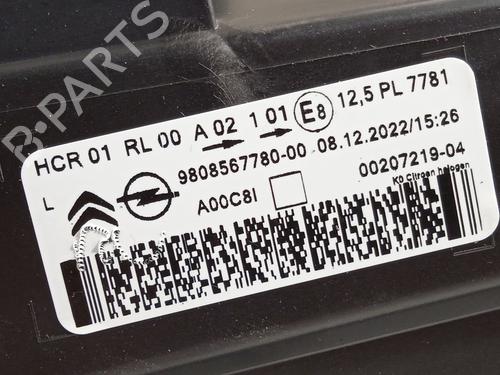 B-PARTS
HCR 01 RL 00 A 02 1 01 E8 12,5 PL 7781
L 9808567780-00 08.12.2022/15:26
A00C8I 00207219-04
K0 Citroen halogen